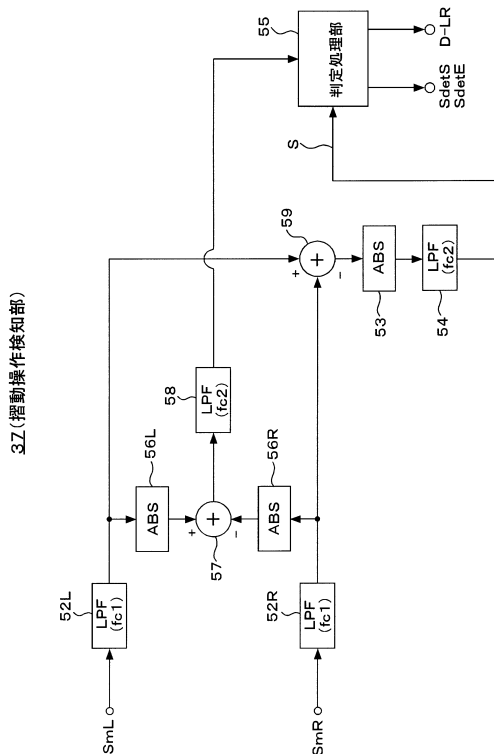 37(摺動操作検知部)
SmL
52L
LPF
(fc1)
56L
ABS
57
+
+
-
58
LPF
(fc2)
56R
ABS
SmR
52R
LPF
(fc1)
59
+
+
-
ABS
53
LPF
(fc2)
54
S
55
判定処理部
D-LR
SdetS
SdetE